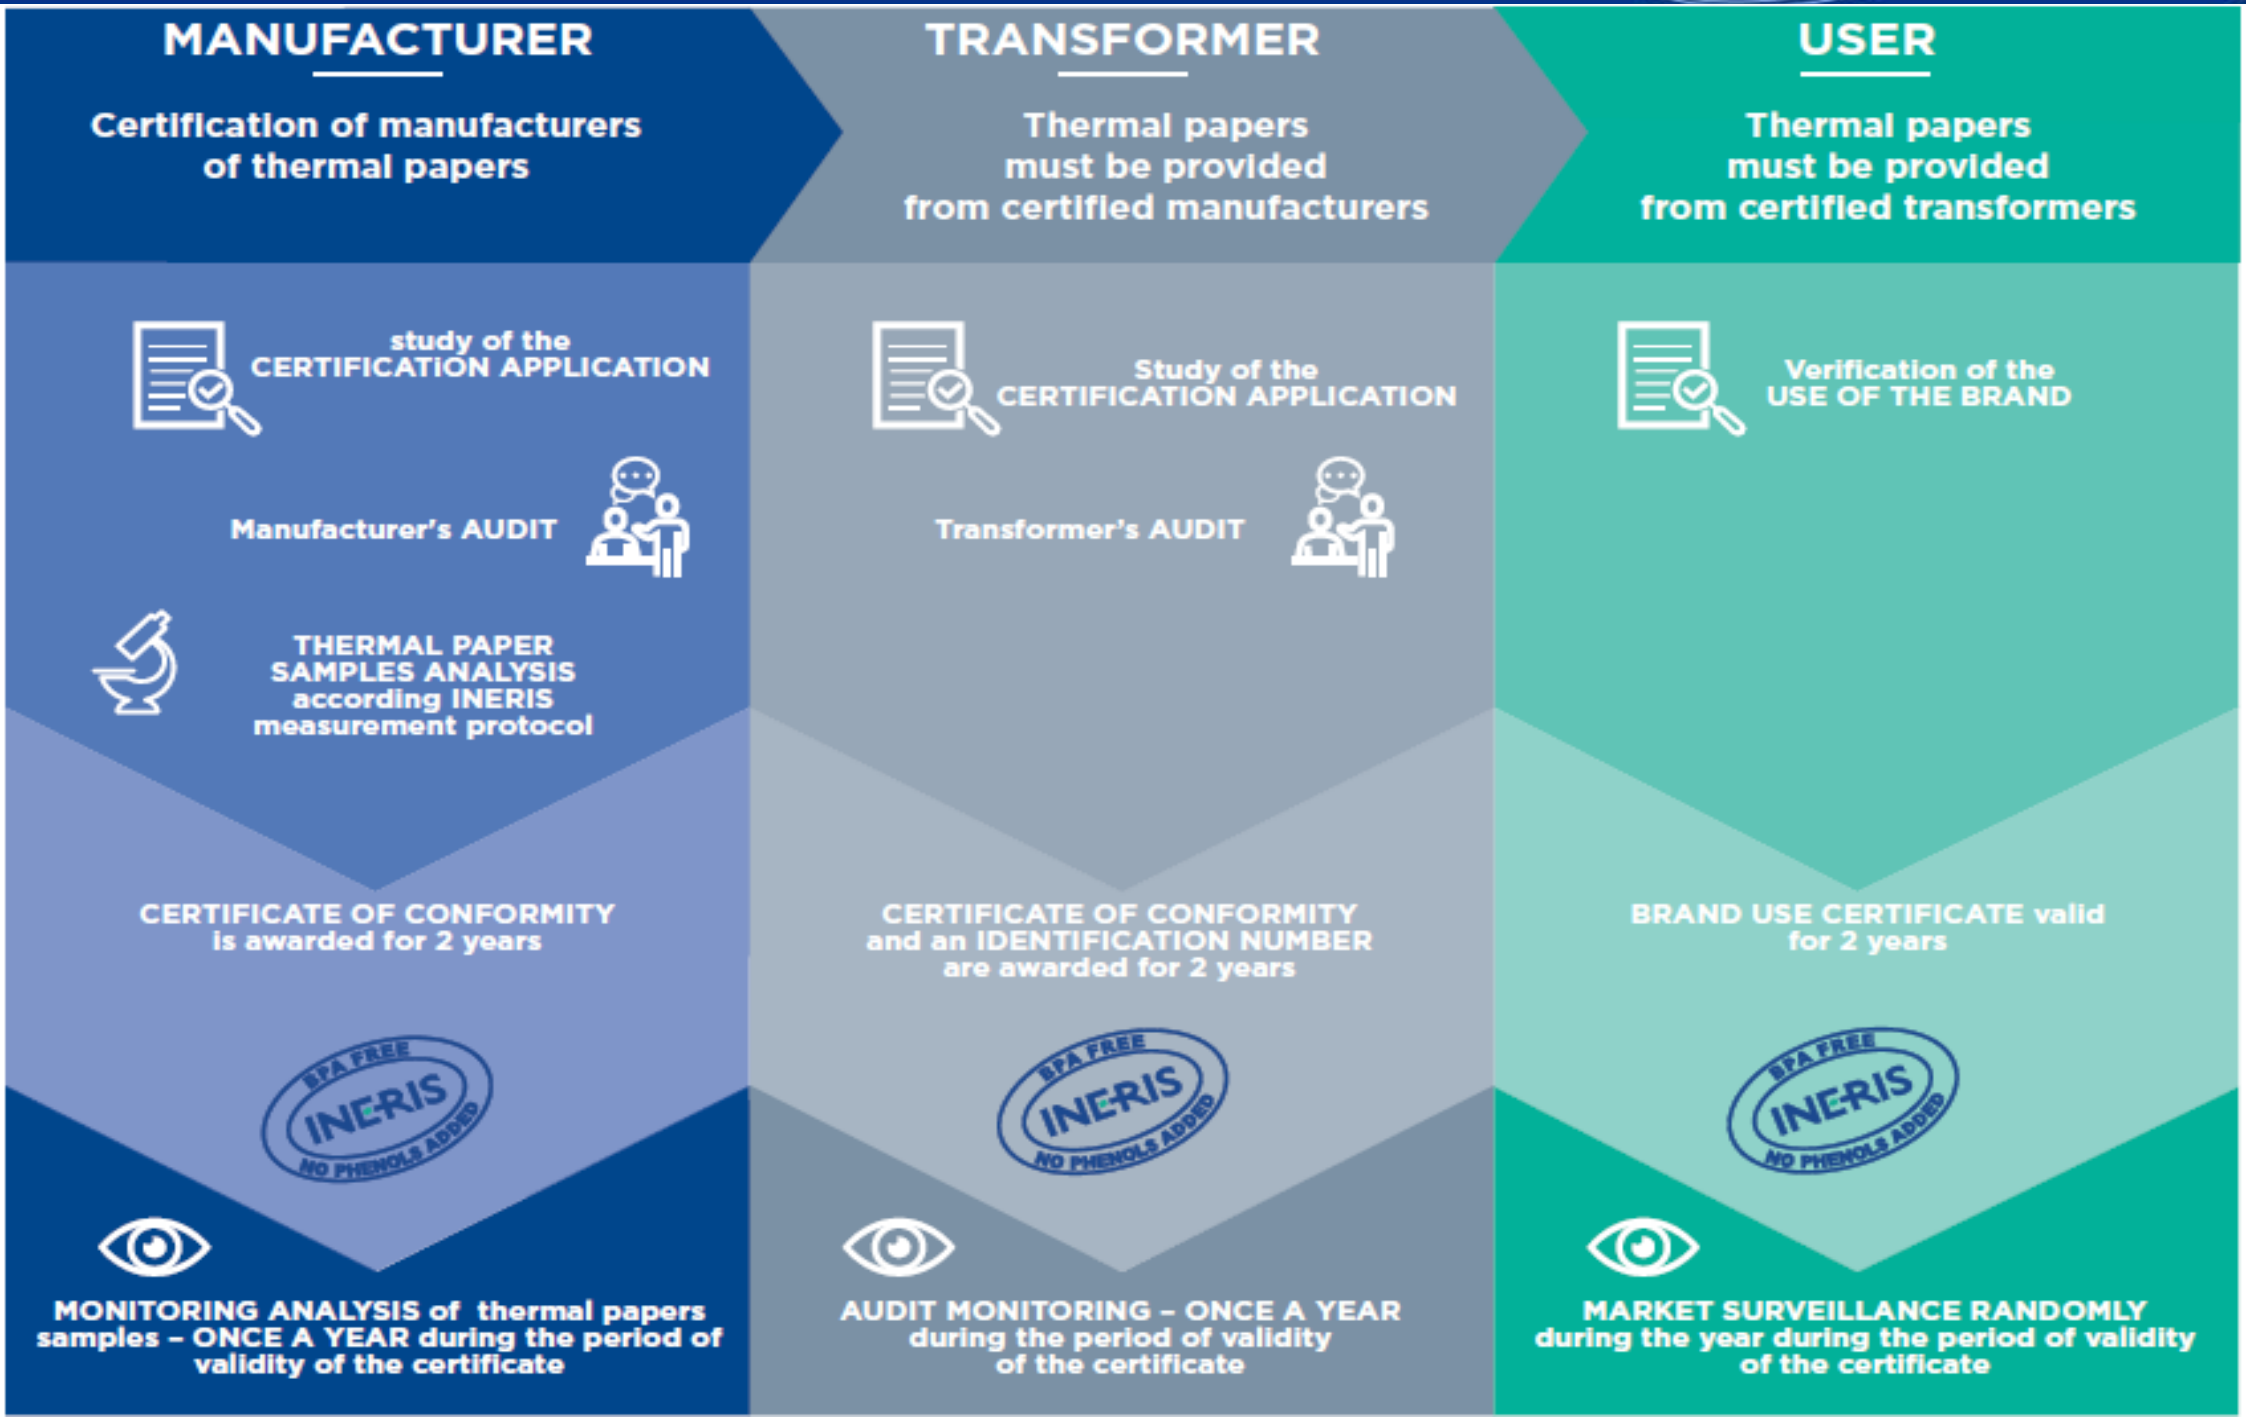 MANUFACTURER
Certification of manufacturers
of thermal papers
study of the
CERTIFICATION APPLICATION
Manufacturer's AUDIT
THERMAL PAPER
SAMPLES ANALYSIS
according INERIS
measurement protocol
CERTIFICATE OF CONFORMITY
is awarded for 2 years
BPA FREE
INERIS
NO PHENOLS ADDED
MONITORING ANALYSIS of thermal papers
samples – ONCE A YEAR during the period of
validity of the certificate
TRANSFORMER
Thermal papers
must be provided
from certified manufacturers
Study of the
CERTIFICATION APPLICATION
Transformer's AUDIT
CERTIFICATE OF CONFORMITY
and an IDENTIFICATION NUMBER
are awarded for 2 years
BPA FREE
INERIS
NO PHENOLS ADDED
AUDIT MONITORING – ONCE A YEAR
during the period of validity
of the certificate
USER
Thermal papers
must be provided
from certified transformers
Verification of the
USE OF THE BRAND
BRAND USE CERTIFICATE valid
for 2 years
BPA FREE
INERIS
NO PHENOLS ADDED
MARKET SURVEILLANCE RANDOMLY
during the year during the period of validity
of the certificate